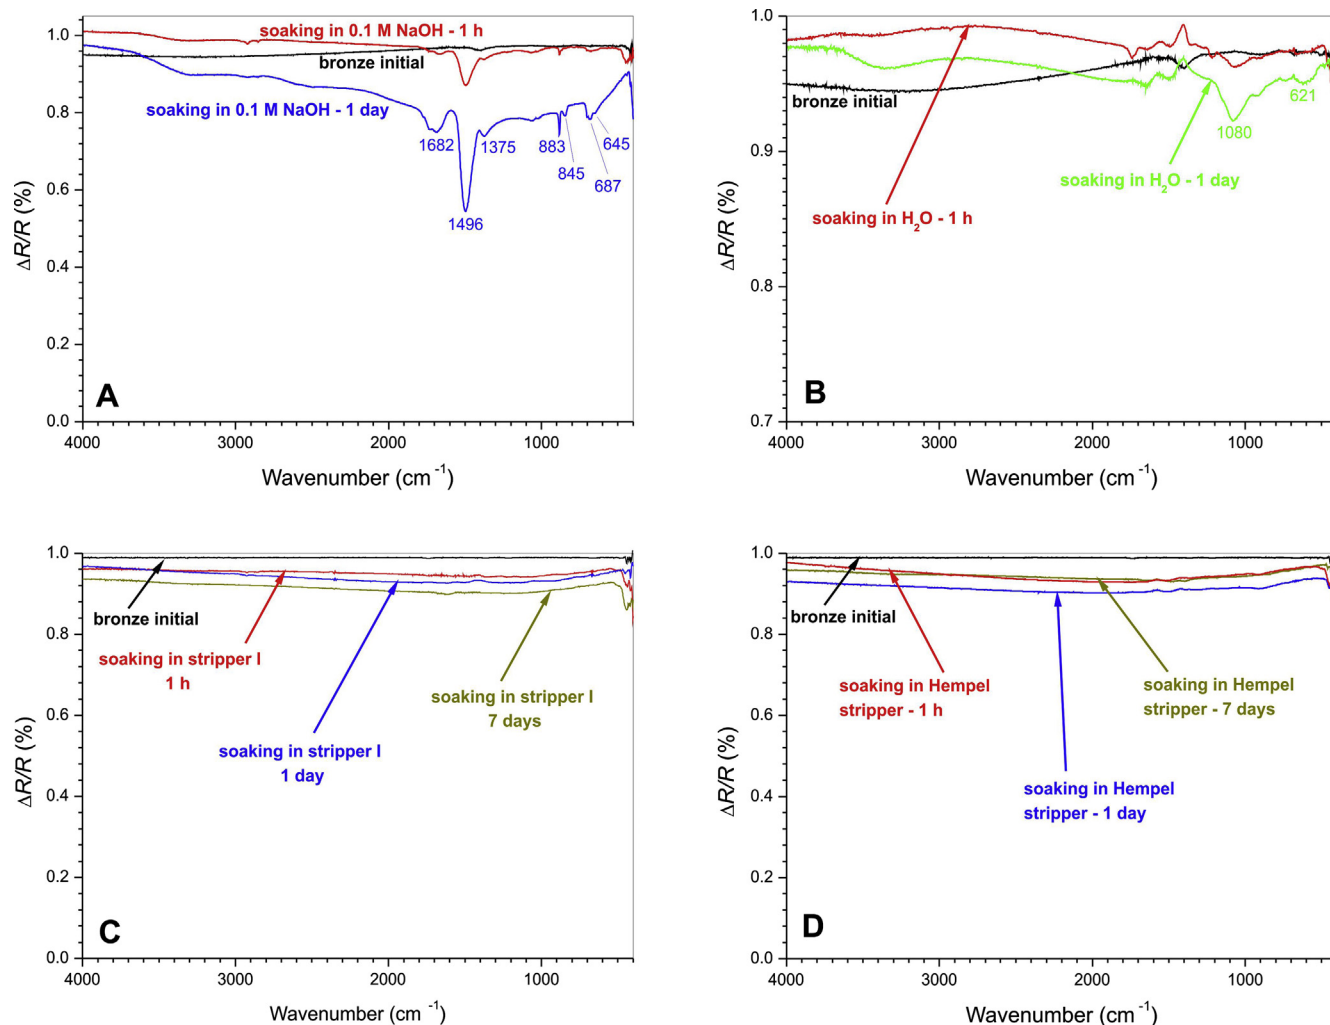 soaking in 0.1 M NaOH - 1 h
bronze initial
soaking in 0.1 M NaOH - 1 day
1682
1375
883
645
845
687
1496
A
1.0
0.8
0.6
0.4
0.2
0.0
4000
3000
2000
1000
ΔR/R (%)
Wavenumber (cm⁻¹)
bronze initial
621
1080
soaking in H₂O - 1 day
soaking in H₂O - 1 h
B
1.0
0.9
0.8
0.7
4000
3000
2000
1000
ΔR/R (%)
Wavenumber (cm⁻¹)
bronze initial
soaking in stripper I
1 h
soaking in stripper I
7 days
soaking in stripper I
1 day
C
1.0
0.8
0.6
0.4
0.2
0.0
4000
3000
2000
1000
ΔR/R (%)
Wavenumber (cm⁻¹)
bronze initial
soaking in Hempel
stripper - 1 h
soaking in Hempel
stripper - 7 days
soaking in Hempel
stripper - 1 day
D
1.0
0.8
0.6
0.4
0.2
0.0
4000
3000
2000
1000
ΔR/R (%)
Wavenumber (cm⁻¹)